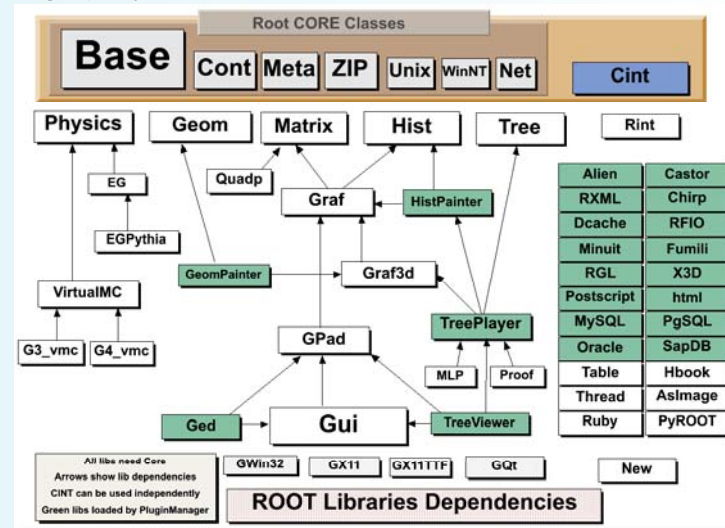 Root CORE Classes
Base Cont Meta ZIP Unix WinNT Net
Cint
Physics Geom Matrix Hist Tree
Rint
EG
Quadp
Graf
HistPainter
EGPythia
GeomPainter
Graf3d
VirtualMC
TreePlayer
GPad
G3_vmc G4_vmc
MLP Proof
Ged
Gui
TreeViewer
Alien Castor
RXML Chirp
Dcache RFIO
Minuit Fumili
RGL X3D
Postscript html
MySQL PgSQL
Oracle SapDB
Table Hbook
Thread AsImage
Ruby PyROOT
All libs need Core
Arrows show lib dependencies
CINT can be used independently
Green libs loaded by PluginManager
GWin32 GX11 GX11TTF GQt
New
ROOT Libraries Dependencies